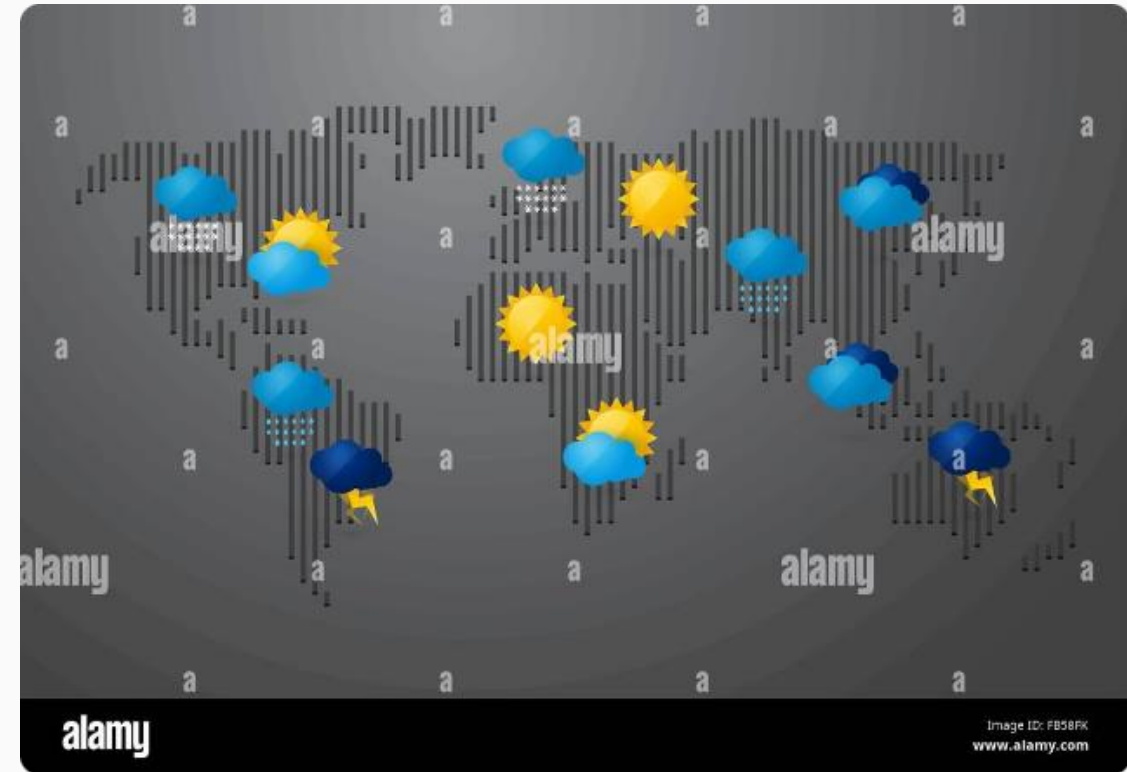 a a a a
a a a a a
alamy a a alamy
a a alamy a a
a a a a
alamy a a alamy a
a a a a
alamy
Image ID: FB58FK
www.alamy.com